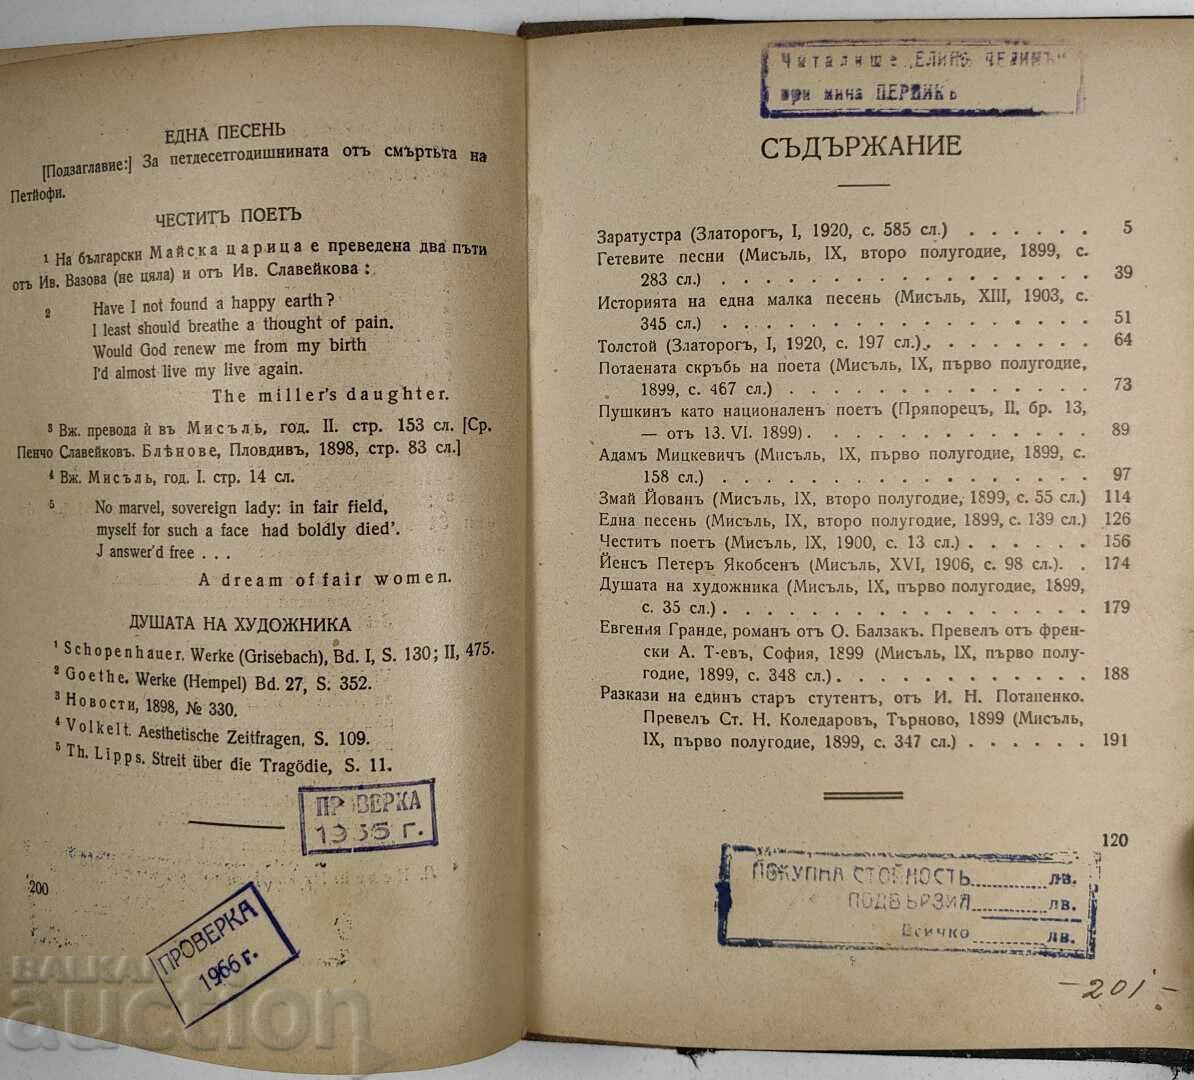 ЕДНА ПЕСЕНЬ
[Подзаглавие:] За петдесетгодишнината отъ смъртьта на
Петйофи.
ЧЕСТИТЪ ПОЕТЪ
¹ На български Майска царица е преведена два пъти
отъ Ив. Вазова (не цяла) и отъ Ив. Славейкова:
² Have I not found a happy earth?
I least should breathe a thought of pain.
Would God renew me from my birth
I'd almost live my live again.
The miller's daughter.
³ Вж. превода ѝ въ Мисъль, год. II. стр. 153 сл. [Ср.
Пенчо Славейковъ. Блѣнове, Пловдивъ, 1898, стр. 83 сл.]
⁴ Вж. Мисъль, год. I. стр. 14 сл.
⁵ No marvel, sovereign lady: in fair field,
myself for such a face had boldly died'.
J answer'd free . . .
A dream of fair women.
ДУШАТА НА ХУДОЖНИКА
¹ Schopenhauer. Werke (Grisebach), Bd. I, S. 130; II, 475.
² Goethe. Werke (Hempel) Bd. 27, S. 352.
³ Новости, 1898, № 330.
⁴ Volkelt. Aesthetische Zeitfragen, S. 109.
⁵ Th. Lipps. Streit über die Tragödie, S. 11.
ПРОВЕРКА
1965 г.
200
ПРОВЕРКА
1966 г.
BALKAN
auction
Читалище „ЕЛИНЪ ПЕЛИНЪ“
при мина ПЕРНИКЪ
СЪДЪРЖАНИЕ
Заратустра (Златорогъ, I, 1920, с. 585 сл.) . . . . . . 5
Гетевите песни (Мисъль, IX, второ полугодие, 1899, с.
283 сл.) . . . . . . . . . . . . . . . 39
Историята на една малка песень (Мисъль, XIII, 1903, с.
345 сл.) . . . . . . . . . . . . . . . 51
Толстой (Златорогъ, I, 1920, с. 197 сл.). . . . . . . . 64
Потаената скръбь на поета (Мисъль, IX, първо полугодие,
1899, с. 467 сл.) . . . . . . . . . . . . . 73
Пушкинъ като националенъ поетъ (Пряпорецъ, II. бр. 13,
— отъ 13. VI. 1899). . . . . . . . . . . . 89
Адамъ Мицкевичъ (Мисъль, IX, първо полугодие, 1899, с.
158 сл.) . . . . . . . . . . . . . . . 97
Змай Йованъ (Мисъль, IX, второ полугодие, 1899, с. 55 сл.) 114
Една песень (Мисъль, IX, второ полугодие, 1899, с. 139 сл.) 126
Честитъ поетъ (Мисъль, IX, 1900, с. 13 сл.) . . . . . . 156
Йенсъ Петеръ Якобсенъ (Мисъль, XVI, 1906, с. 98 сл.). . 174
Душата на художника (Мисъль, IX, първо полугодие, 1899,
с. 35 сл.) . . . . . . . . . . . . . . . 179
Евгения Гранде, романъ отъ О. Балзакъ. Превелъ отъ френ-
ски А. Т-евъ, София, 1899 (Мисъль, IX, първо полу-
годие, 1899, с. 348 сл.) . . . . . . . . . . . 188
Разкази на единъ старъ стутентъ, отъ И. Н. Потапенко.
Превелъ Ст. Н. Коледаровъ, Търново, 1899 (Мисъль,
IX, първо полугодие, 1899, с. 347 сл.) . . . . . . 191
120
ПОКУПНА СТОЙНОСТЬ лв.
ПОДВЪРЗИЯ лв.
Всичко лв.
- 201 -